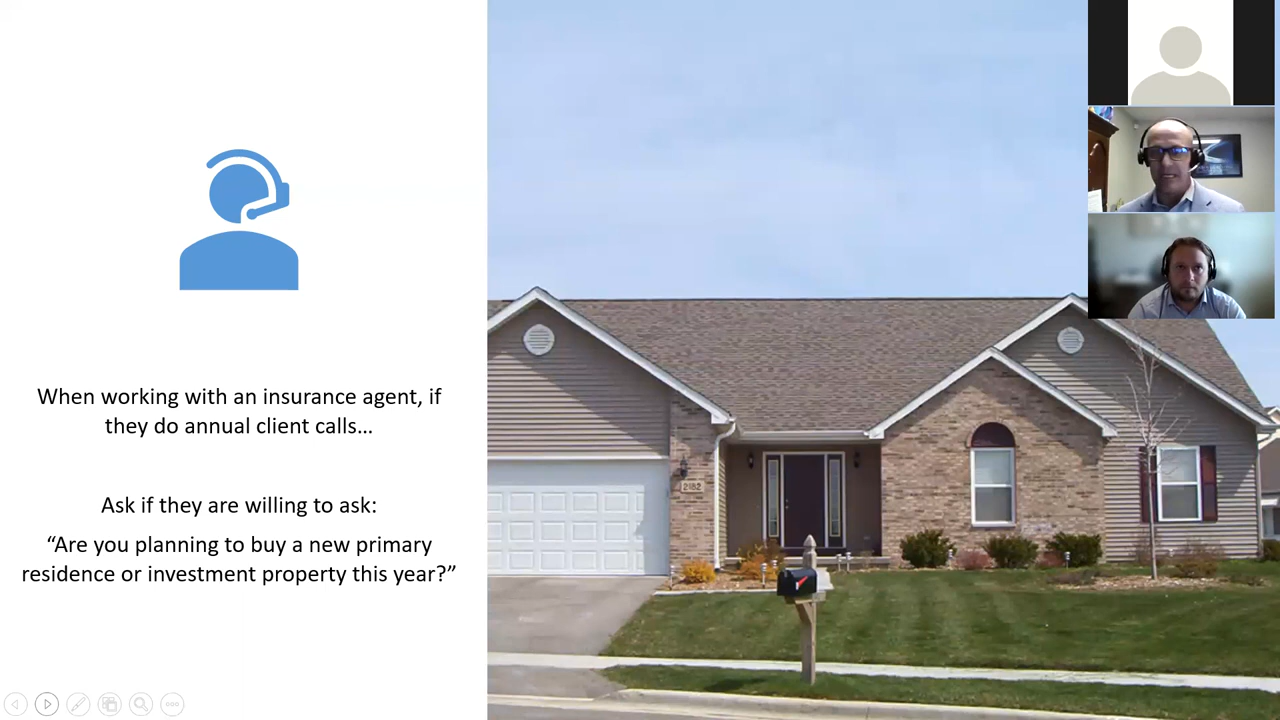 When working with an insurance agent, if
they do annual client calls…
Ask if they are willing to ask:
“Are you planning to buy a new primary
residence or investment property this year?”
2182